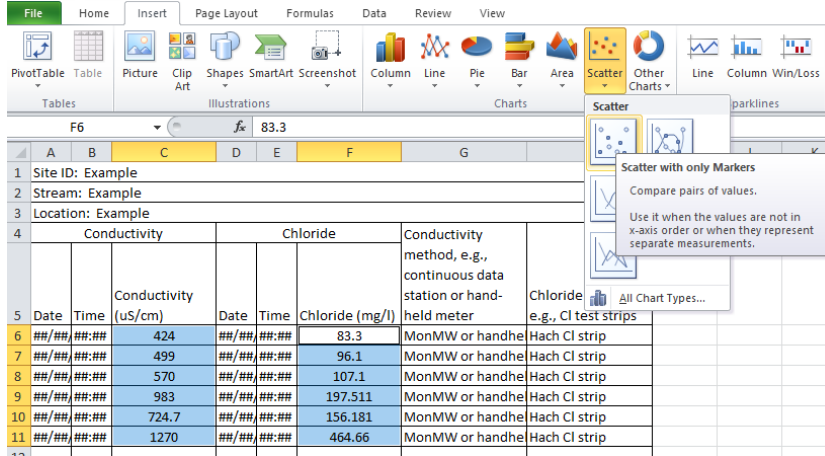 File Home Insert Page Layout Formulas Data Review View
PivotTable Table Picture Clip Art Shapes SmartArt Screenshot Column Line Pie Bar Area Scatter Other Charts Line Column Win/Loss
Tables Illustrations Charts Sparklines
F6 fx 83.3
Scatter
A B C D E F G
1 Site ID: Example
2 Stream: Example
3 Location: Example
4 Conductivity Chloride Conductivity
method, e.g.,
continuous data
station or hand-
5 Date Time Conductivity (uS/cm) Date Time Chloride (mg/l) held meter Chloride e.g., Cl test strips
6 ##/##/ ##:## 424 ##/##/ ##:## 83.3 MonMW or handhel Hach Cl strip
7 ##/##/ ##:## 499 ##/##/ ##:## 96.1 MonMW or handhel Hach Cl strip
8 ##/##/ ##:## 570 ##/##/ ##:## 107.1 MonMW or handhel Hach Cl strip
9 ##/##/ ##:## 983 ##/##/ ##:## 197.511 MonMW or handhel Hach Cl strip
10 ##/##/ ##:## 724.7 ##/##/ ##:## 156.181 MonMW or handhel Hach Cl strip
11 ##/##/ ##:## 1270 ##/##/ ##:## 464.66 MonMW or handhel Hach Cl strip
Scatter with only Markers
Compare pairs of values.
Use it when the values are not in
x-axis order or when they represent
separate measurements.
All Chart Types...